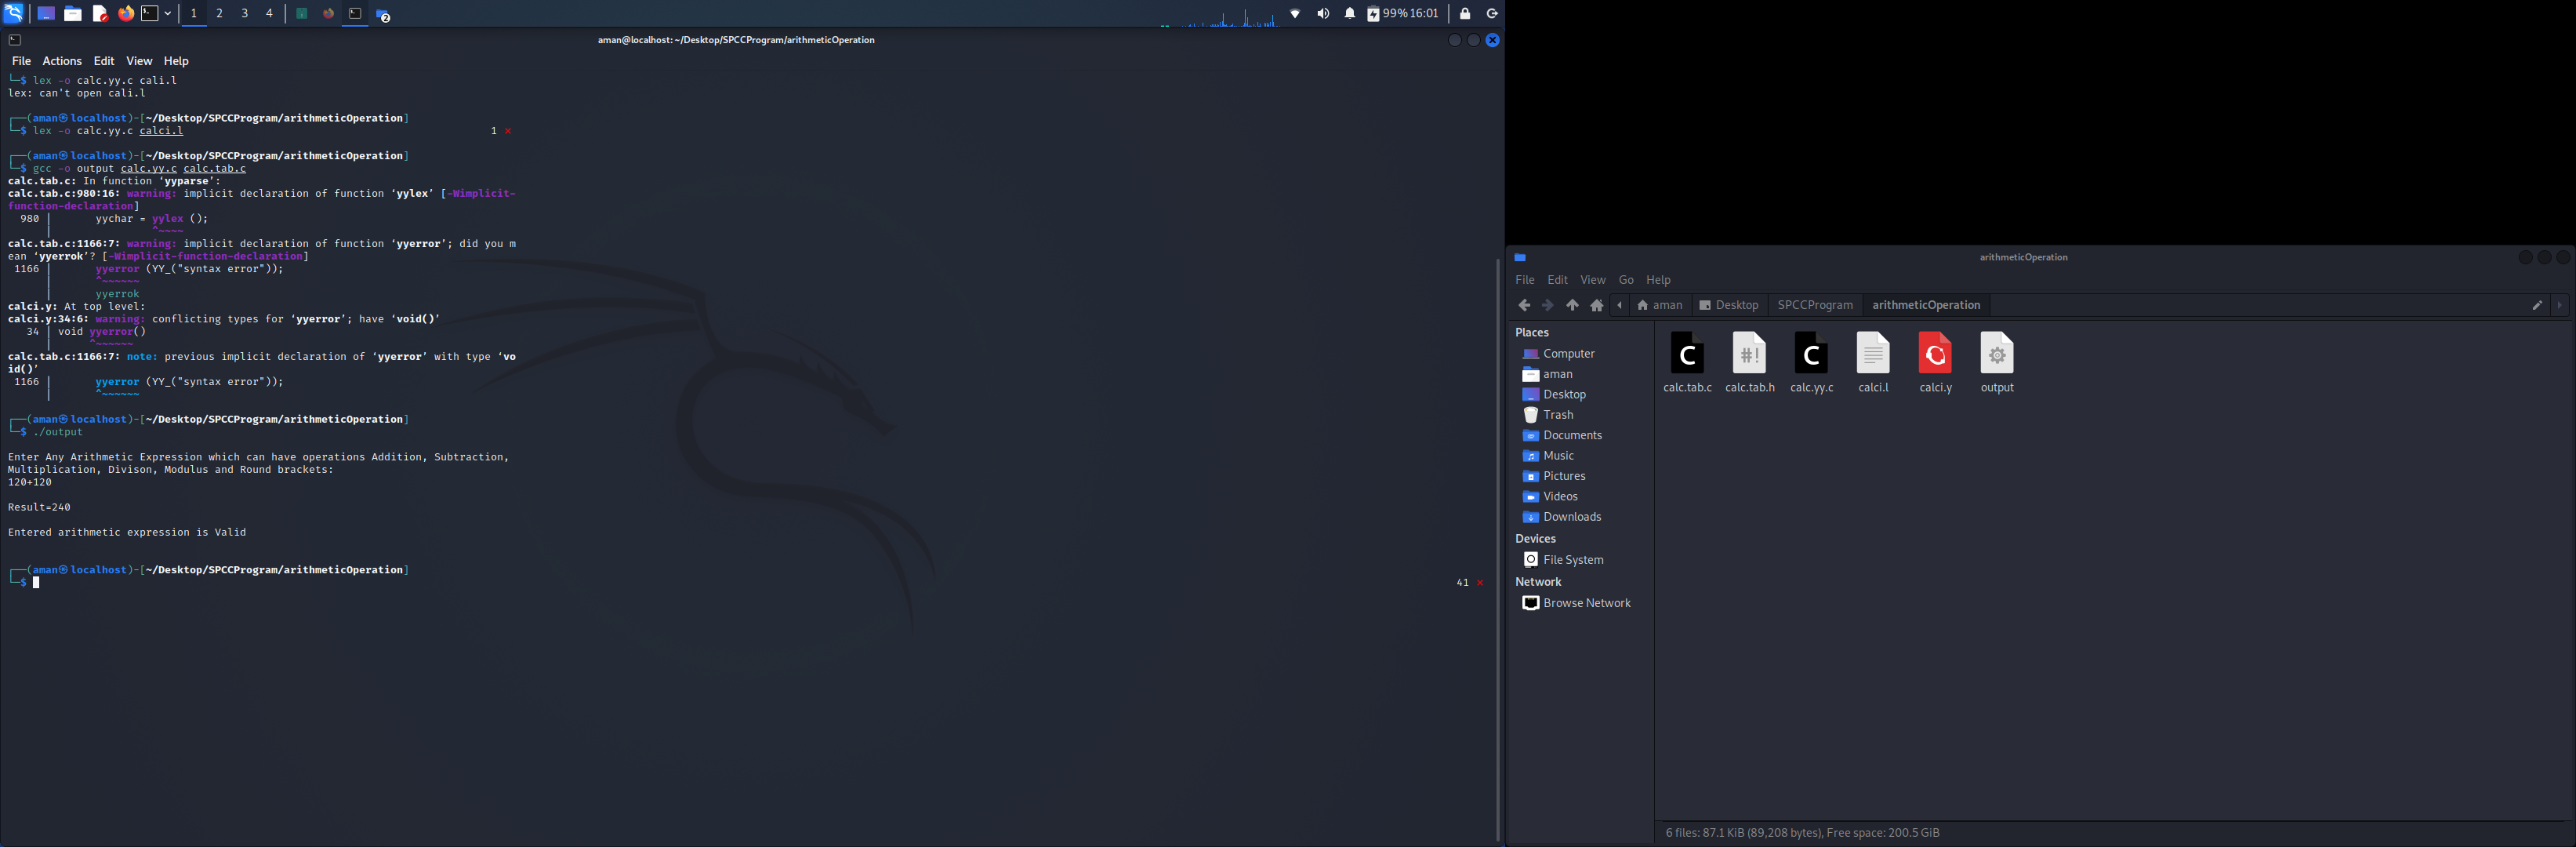 1 2 3 4 2 99% 16:01
aman@localhost: ~/Desktop/SPCCProgram/arithmeticOperation
File Actions Edit View Help
└─$ lex -o calc.yy.c cali.l
lex: can't open cali.l
┌──(aman㉿localhost)-[~/Desktop/SPCCProgram/arithmeticOperation]
└─$ lex -o calc.yy.c calci.l 1 ⨯
┌──(aman㉿localhost)-[~/Desktop/SPCCProgram/arithmeticOperation]
└─$ gcc -o output calc.yy.c calc.tab.c
calc.tab.c: In function ‘yyparse’:
calc.tab.c:980:16: warning: implicit declaration of function ‘yylex’ [-Wimplicit-
function-declaration]
980 | yychar = yylex ();
| ^~~~~
calc.tab.c:1166:7: warning: implicit declaration of function ‘yyerror’; did you m
ean ‘yyerrok’? [-Wimplicit-function-declaration]
1166 | yyerror (YY_("syntax error"));
| ^~~~~~~
| yyerrok
calci.y: At top level:
calci.y:34:6: warning: conflicting types for ‘yyerror’; have ‘void()’
34 | void yyerror()
| ^~~~~~~
calc.tab.c:1166:7: note: previous implicit declaration of ‘yyerror’ with type ‘vo
id()’
1166 | yyerror (YY_("syntax error"));
| ^~~~~~~
┌──(aman㉿localhost)-[~/Desktop/SPCCProgram/arithmeticOperation]
└─$ ./output
Enter Any Arithmetic Expression which can have operations Addition, Subtraction,
Multiplication, Divison, Modulus and Round brackets:
120+120
Result=240
Entered arithmetic expression is Valid
┌──(aman㉿localhost)-[~/Desktop/SPCCProgram/arithmeticOperation]
└─$ 41 ⨯
arithmeticOperation
File Edit View Go Help
aman Desktop SPCCProgram arithmeticOperation
Places
Computer
aman
Desktop
Trash
Documents
Music
Pictures
Videos
Downloads
Devices
File System
Network
Browse Network
C #! C
calc.tab.c calc.tab.h calc.yy.c calci.l calci.y output
6 files: 87.1 KiB (89,208 bytes), Free space: 200.5 GiB